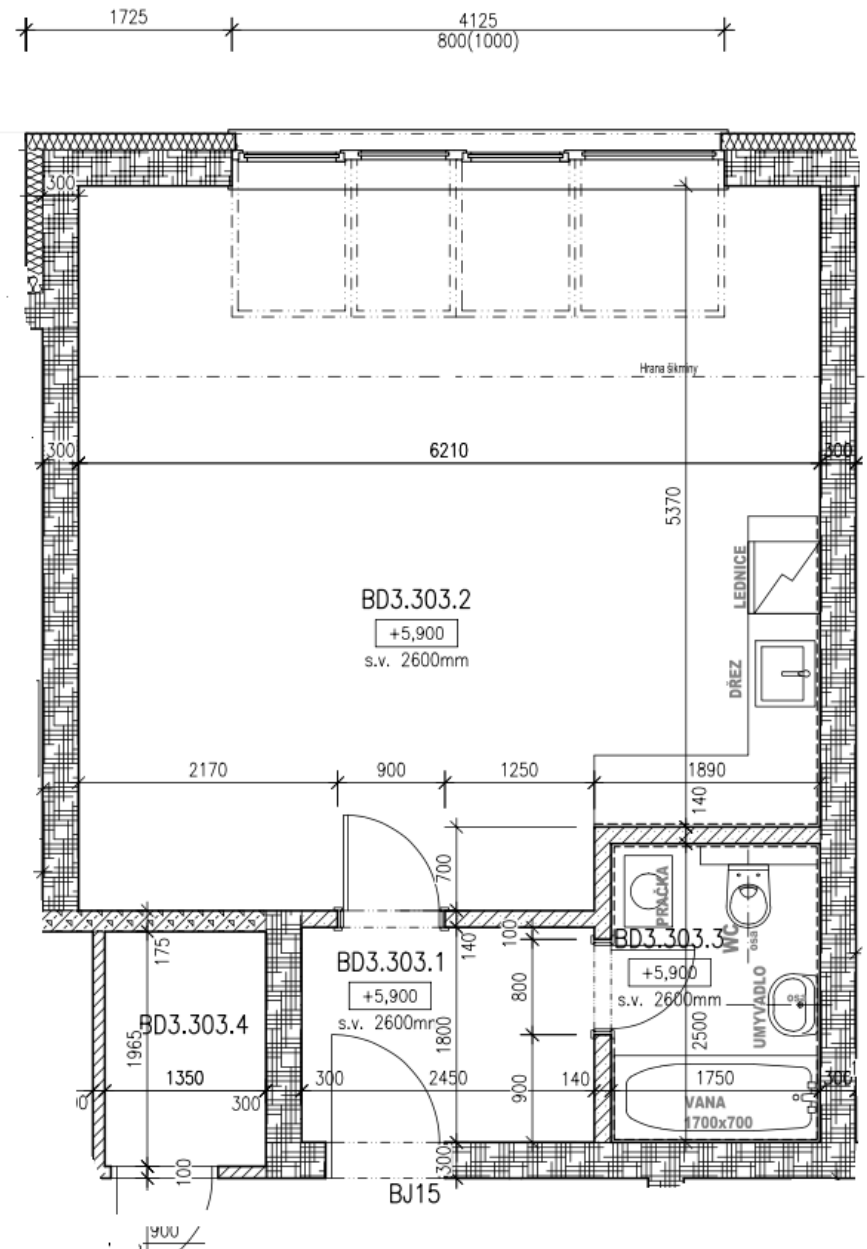 1725
4125
800(1000)
300
Hrana šikminy
300
6210
300
5370
LEDNICE
BD3.303.2
+5,900
s.v. 2600mm
DŘEZ
2170
900
1250
1890
140
700
PRAČKA
WC
osa
175
140
100
BD3.303.1
+5,900
s.v. 2600mm
BD3.303.3
+5,900
s.v. 2600mm
800
UMYVADLO
osa
BD3.303.4
1965
1800
2500
1350
300
300
2450
140
1750
300
900
VANA
1700x700
100
300
BJ15
900